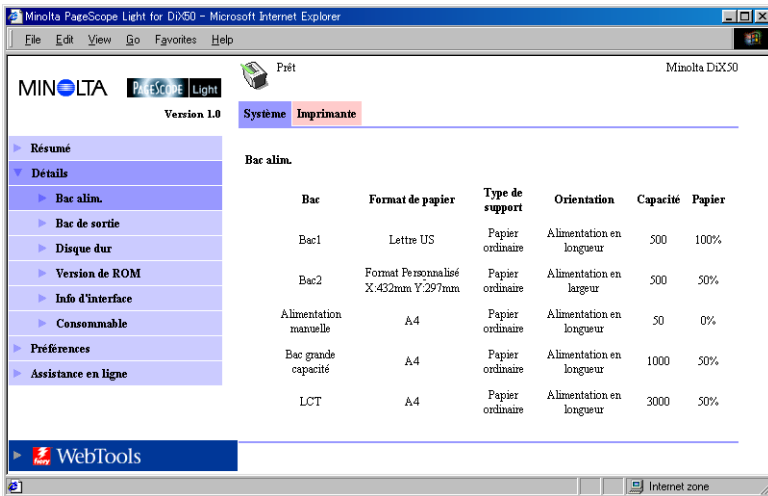 Minolta PageScope Light for DiX50 - Microsoft Internet Explorer
File Edit View Go Favorites Help
MINOLTA PAGESCOPE Light
Version 1.0
Prêt
Minolta DiX50
Système Imprimante
Résumé
Détails
Bac alim.
Bac de sortie
Disque dur
Version de ROM
Info d'interface
Consommable
Préférences
Assistance en ligne
fiery WebTools
Bac alim.
Bac Format de papier Type de support Orientation Capacité Papier
Bac1 Lettre US Papier ordinaire Alimentation en longueur 500 100%
Bac2 Format Personnalisé X:432mm Y:297mm Papier ordinaire Alimentation en largeur 500 50%
Alimentation manuelle A4 Papier ordinaire Alimentation en longueur 50 0%
Bac grande capacité A4 Papier ordinaire Alimentation en longueur 1000 50%
LCT A4 Papier ordinaire Alimentation en longueur 3000 50%
Internet zone